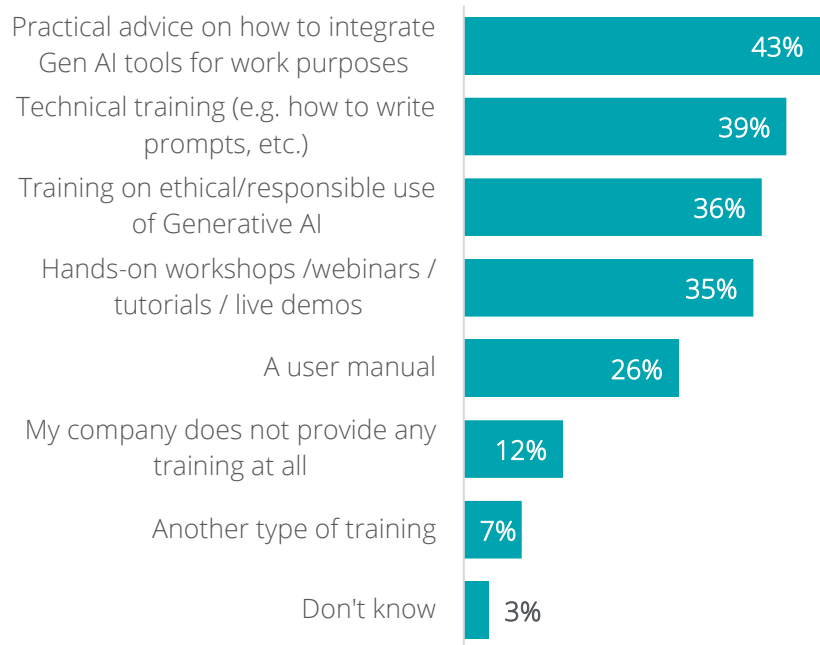 Practical advice on how to integrate
Gen AI tools for work purposes
43%
Technical training (e.g. how to write
prompts, etc.)
39%
Training on ethical/responsible use
of Generative AI
36%
Hands-on workshops /webinars /
tutorials / live demos
35%
A user manual
26%
My company does not provide any
training at all
12%
Another type of training
7%
Don't know
3%